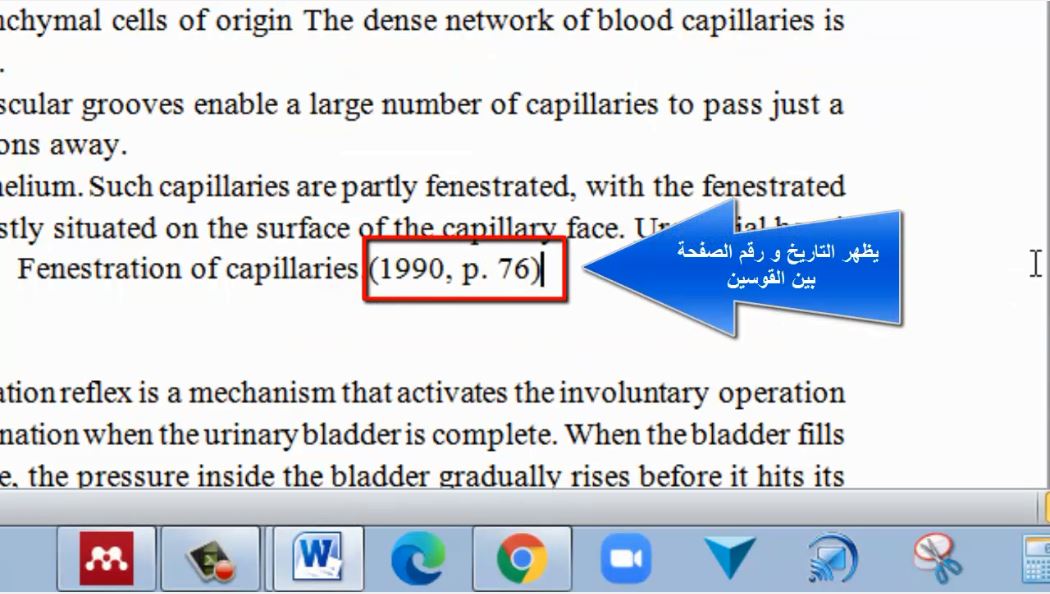 nchymal cells of origin The dense network of blood capillaries is
.
scular grooves enable a large number of capillaries to pass just a
ons away.
helium. Such capillaries are partly fenestrated, with the fenestrated
stly situated on the surface of the capillary face.
يظهر التاريخ و رقم الصفحة
بين القوسين
Fenestration of capillaries (1990, p. 76)
ation reflex is a mechanism that activates the involuntary operation
nation when the urinary bladder is complete. When the bladder fills
e, the pressure inside the bladder gradually rises before it hits its